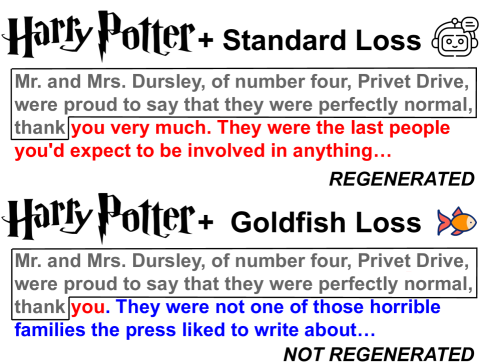 Harry Potter + Standard Loss
Mr. and Mrs. Dursley, of number four, Privet Drive,
were proud to say that they were perfectly normal,
thank you very much. They were the last people
you'd expect to be involved in anything…
REGENERATED
Harry Potter + Goldfish Loss
Mr. and Mrs. Dursley, of number four, Privet Drive,
were proud to say that they were perfectly normal,
thank you. They were not one of those horrible
families the press liked to write about…
NOT REGENERATED